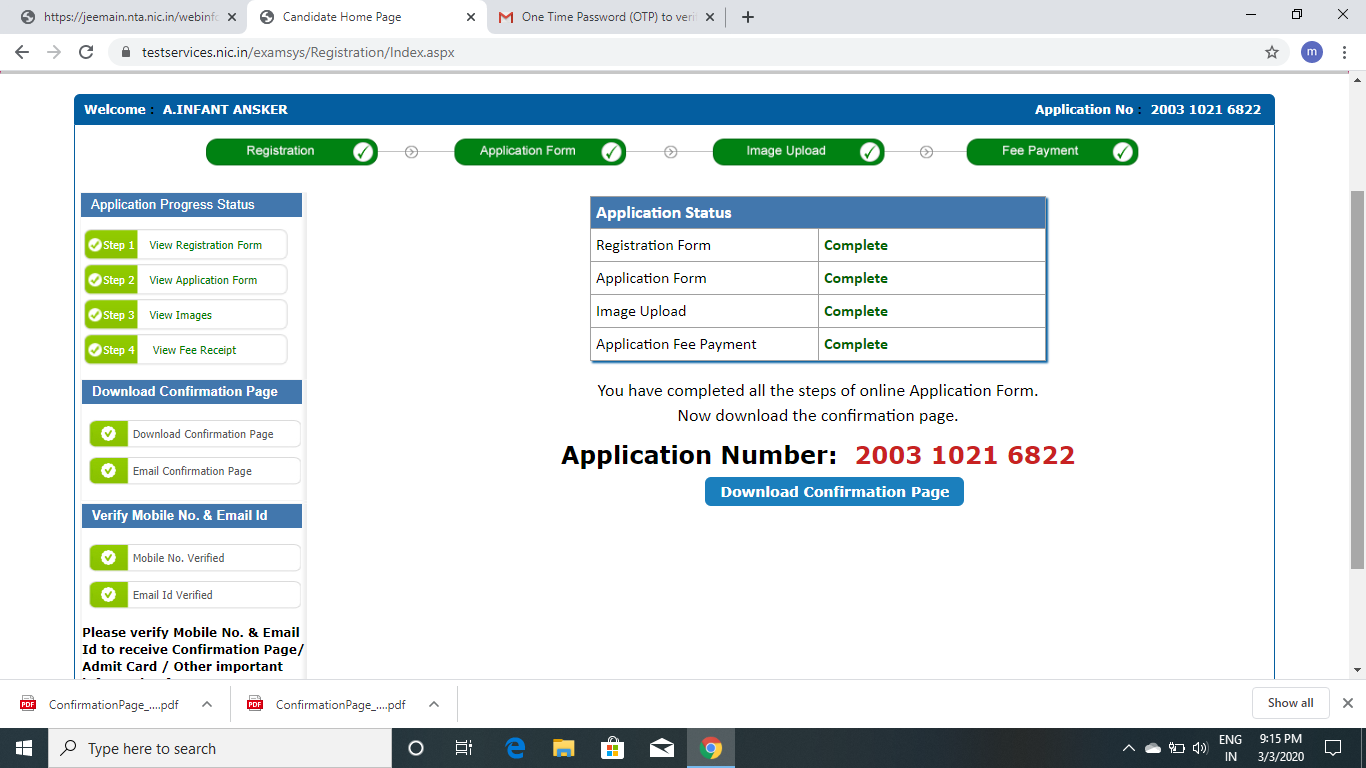 https://jeemain.nta.nic.in/webinfo
Candidate Home Page
One Time Password (OTP) to veri
testservices.nic.in/examsys/Registration/Index.aspx
m
Welcome : A.INFANT ANSKER
Application No : 2003 1021 6822
Registration
Application Form
Image Upload
Fee Payment
Application Progress Status
Step 1 View Registration Form
Step 2 View Application Form
Step 3 View Images
Step 4 View Fee Receipt
Download Confirmation Page
Download Confirmation Page
Email Confirmation Page
Verify Mobile No. & Email Id
Mobile No. Verified
Email Id Verified
Please verify Mobile No. & Email
Id to receive Confirmation Page/
Admit Card / Other important
Application Status
Registration Form Complete
Application Form Complete
Image Upload Complete
Application Fee Payment Complete
You have completed all the steps of online Application Form.
Now download the confirmation page.
Application Number: 2003 1021 6822
Download Confirmation Page
PDF ConfirmationPage_....pdf
PDF ConfirmationPage_....pdf
Show all
Type here to search
ENG
IN
9:15 PM
3/3/2020